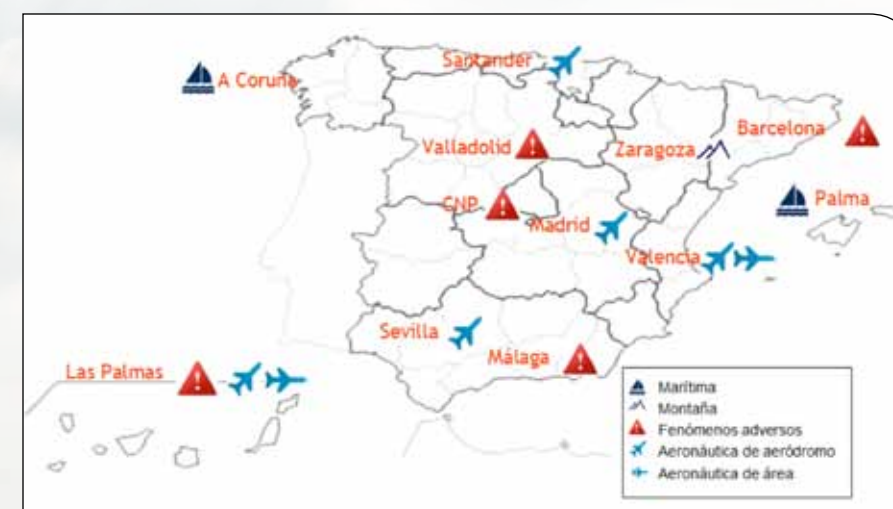 Santander
A Coruña
Barcelona
Valladolid
Zaragoza
CNP
Palma
Madrid
Valencia
Sevilla
Málaga
Las Palmas
Marítima
Montaña
Fenómenos adversos
Aeronáutica de aeródromo
Aeronáutica de área